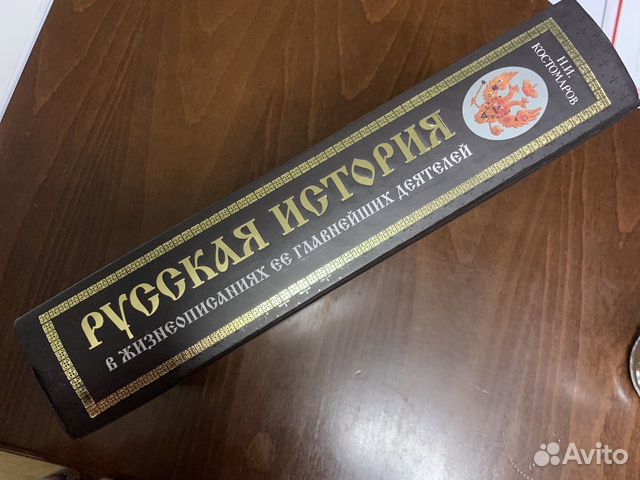 Н.И.
КОСТОМАРОВ
РУССКАЯ ИСТОРИЯ
В ЖИЗНЕОПИСАНИЯХ ЕЕ ГЛАВНЕЙШИХ ДЕЯТЕЛЕЙ
Avito